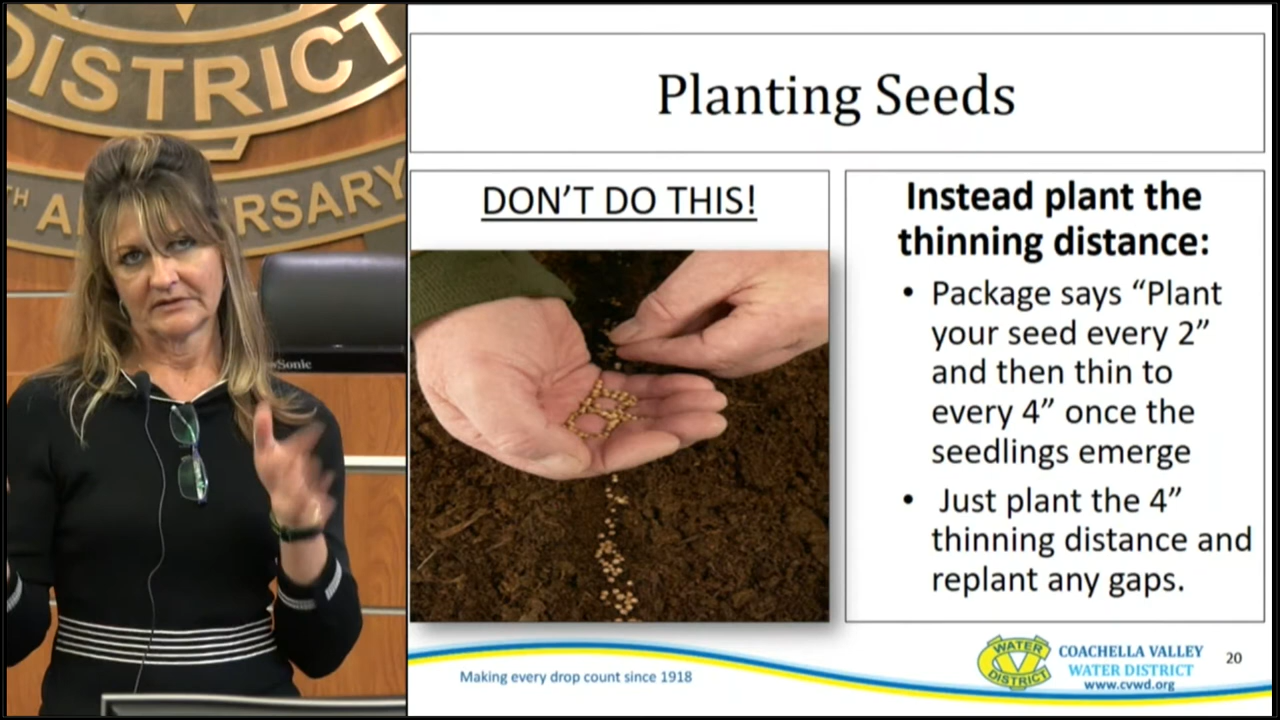 DISTRICT
TH
Planting Seeds
DON'T DO THIS!
Instead plant the
thinning distance:
• Package says “Plant
your seed every 2”
and then thin to
every 4” once the
seedlings emerge
• Just plant the 4”
thinning distance and
replant any gaps.
Making every drop count since 1918
WATER
DISTRICT
COACHELLA VALLEY
WATER DISTRICT
www.cvwd.org
20